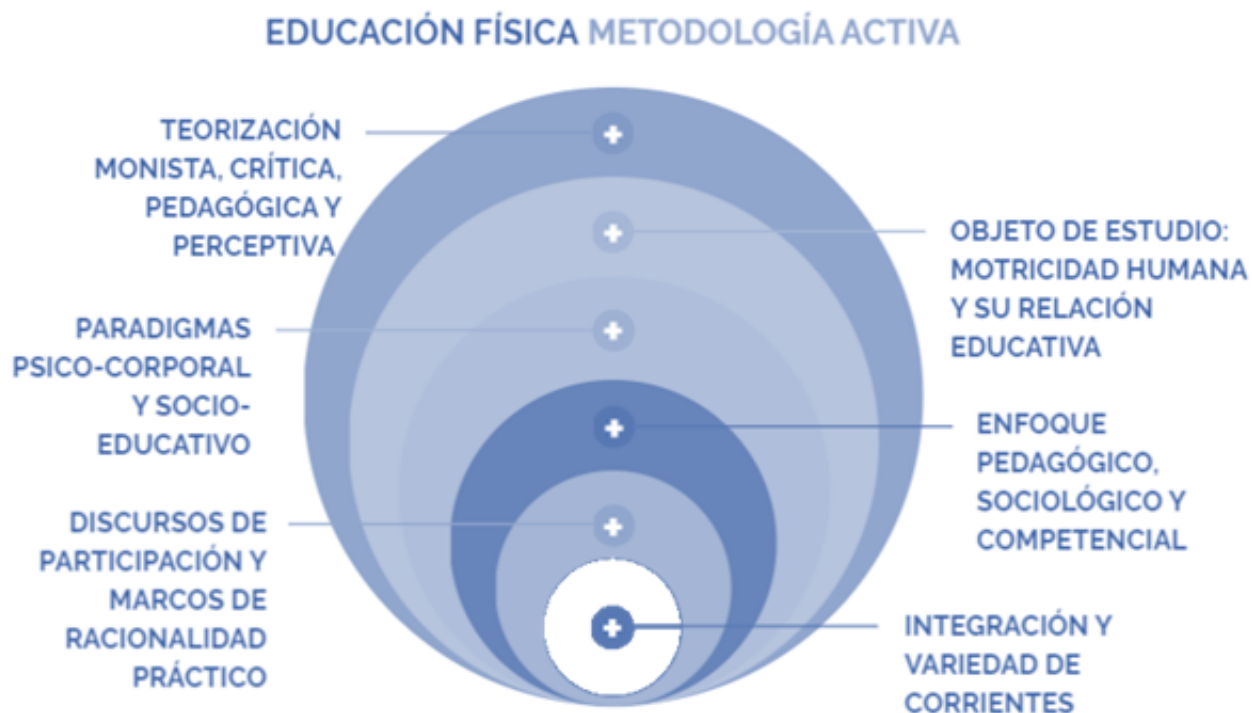 EDUCACIÓN FÍSICA METODOLOGÍA ACTIVA
TEORIZACIÓN
MONISTA, CRÍTICA,
PEDAGÓGICA Y
PERCEPTIVA
OBJETO DE ESTUDIO:
MOTRICIDAD HUMANA
Y SU RELACIÓN
EDUCATIVA
PARADIGMAS
PSICO-CORPORAL
Y SOCIO-
EDUCATIVO
ENFOQUE
PEDAGÓGICO,
SOCIOLÓGICO Y
COMPETENCIAL
DISCURSOS DE
PARTICIPACIÓN Y
MARCOS DE
RACIONALIDAD
PRÁCTICO
INTEGRACIÓN Y
VARIEDAD DE
CORRIENTES